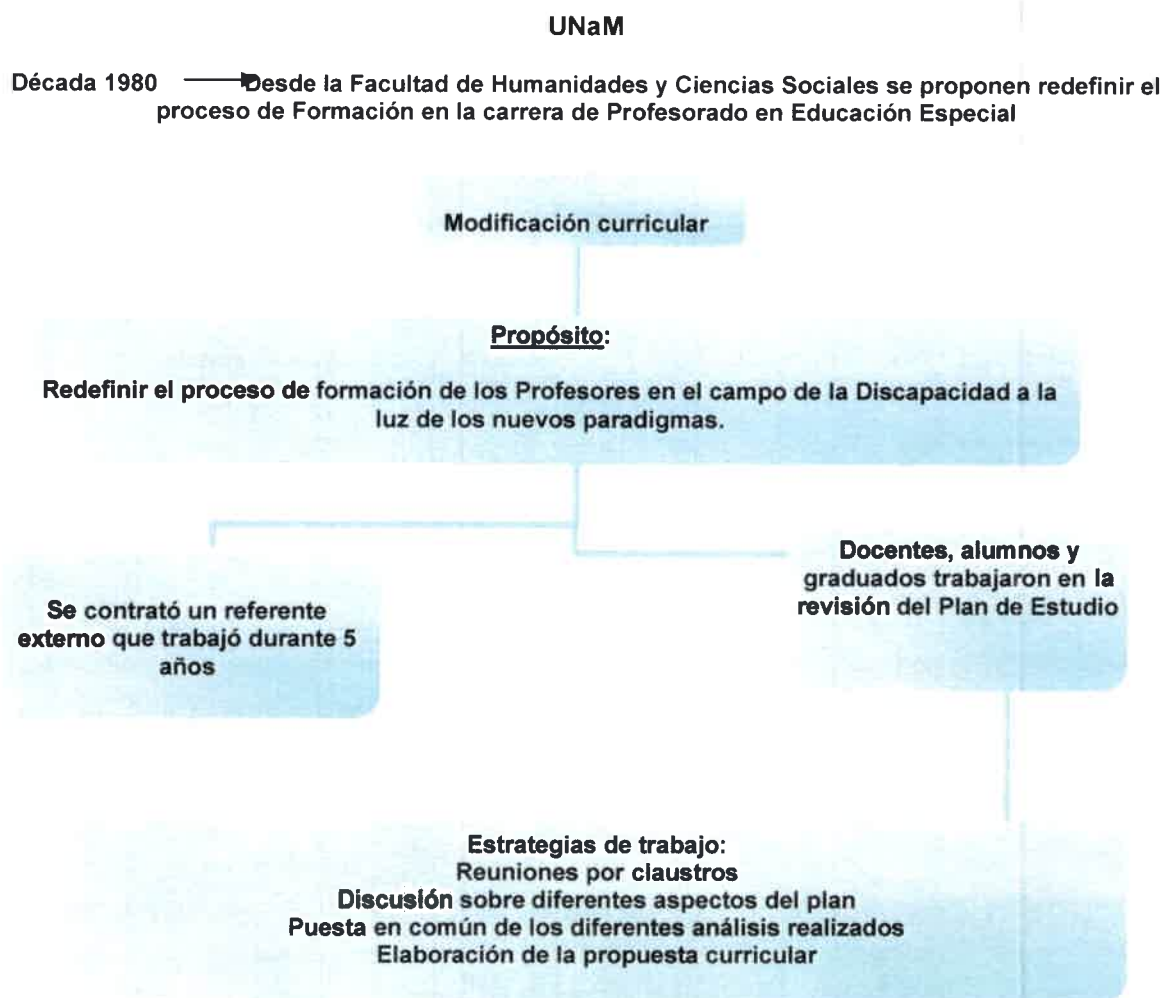 UNaM
Década 1980 Desde la Facultad de Humanidades y Ciencias Sociales se proponen redefinir el
proceso de Formación en la carrera de Profesorado en Educación Especial
Modificación curricular
Propósito:
Redefinir el proceso de formación de los Profesores en el campo de la Discapacidad a la
luz de los nuevos paradigmas.
Se contrató un referente
externo que trabajó durante 5
años
Docentes, alumnos y
graduados trabajaron en la
revisión del Plan de Estudio
Estrategias de trabajo:
Reuniones por claustros
Discusión sobre diferentes aspectos del plan
Puesta en común de los diferentes análisis realizados
Elaboración de la propuesta curricular